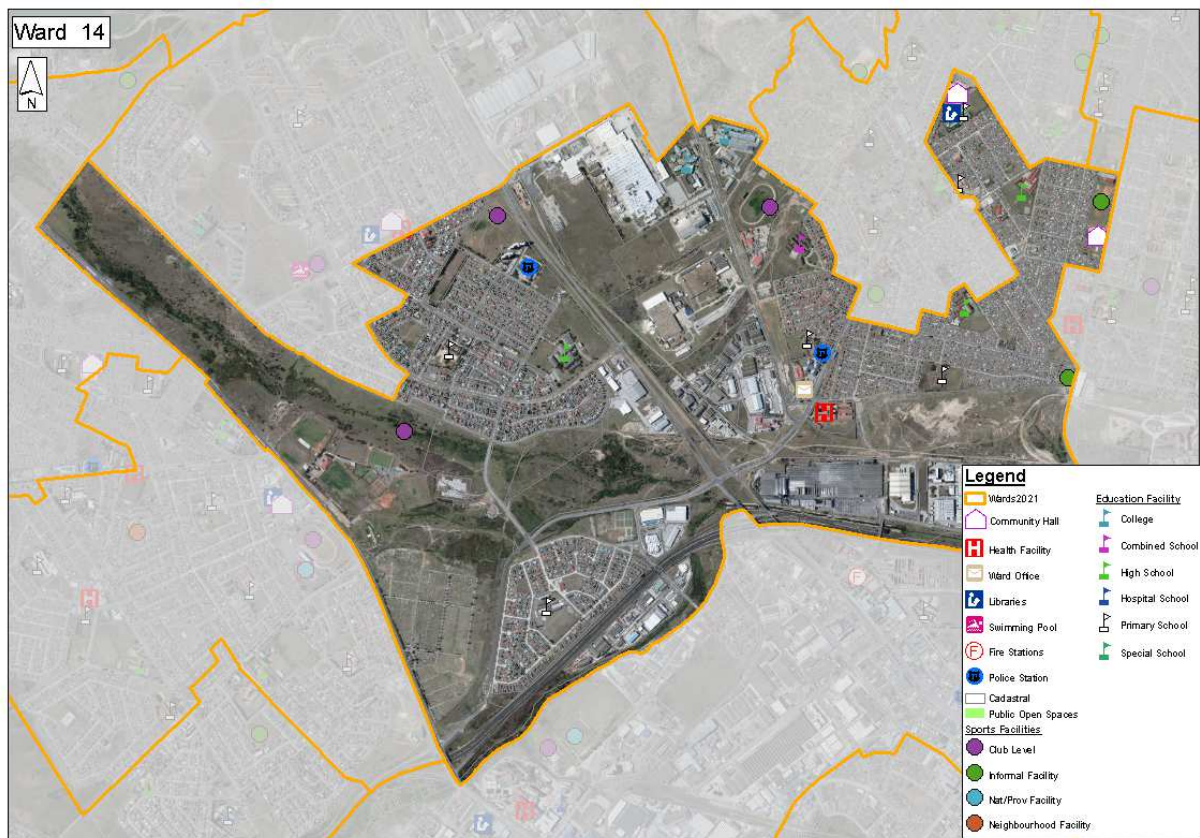 Ward 14
N
Legend
Wards2021
Community Hall
Health Facility
Ward Office
Libraries
Swimming Pool
Fire Stations
Police Station
Cadastral
Public Open Spaces
Sports Facilities
Club Level
Informal Facility
Nat/Prov Facility
Neighbourhood Facility
Education Facility
College
Combined School
High School
Hospital School
Primary School
Special School